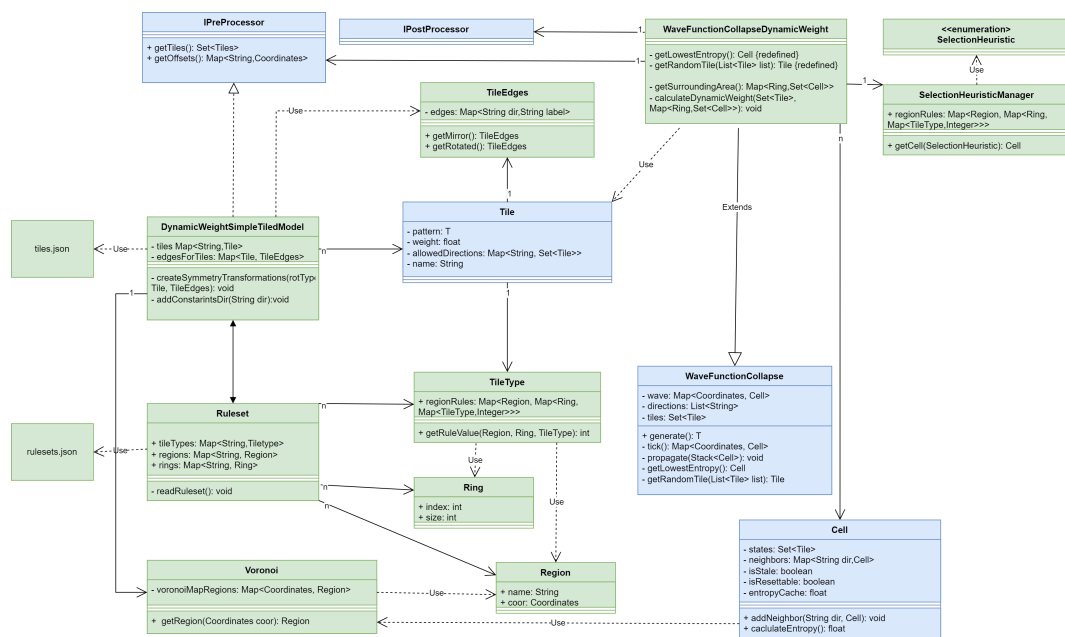 IPreProcessor
+ getTiles(): Set<Tiles>
+ getOffsets(): Map<String,Coordinates>
IPostProcessor
WaveFunctionCollapseDynamicWeight
- getLowestEntropy: Cell {redefined}
- getRandomTile(List<Tile> list): Tile {redefined}
- getSurroundingArea(): Map<Ring,Set<Cell>>
- calculateDynamicWeight(Set<Tile>,
Map<Ring,Set<Cell>>): void
<<enumeration>>
SelectionHeuristic
Use
SelectionHeuristicManager
+ regionRules: Map<Region, Map<Ring,
Map<TileType,Integer>>>
+ getCell(SelectionHeuristic): Cell
1
1
1
n
TileEdges
- edges: Map<String dir,String label>
+ getMirror(): TileEdges
+ getRotated(): TileEdges
Use
1
Use
Tile
- pattern: T
- weight: float
- allowedDirections: Map<String, Set<Tile>>
- name: String
1
Extends
tiles.json
Use
DynamicWeightSimpleTiledModel
- tiles Map<String,Tile>
- edgesForTiles: Map<Tile, TileEdges>
- createSymmetryTransformations(rotType
Tile, TileEdges): void
- addConstarintsDir(String dir):void
n
1
TileType
+ regionRules: Map<Region, Map<Ring,
Map<TileType,Integer>>>
+ getRuleValue(Region, Ring, TileType): int
Use
Use
WaveFunctionCollapse
- wave: Map<Coordinates, Cell>
- directions: List<String>
- tiles: Set<Tile>
+ generate(): T
- tick(): Map<Coordinates, Cell>
- propagate(Stack<Cell>): void
- getLowestEntropy: Cell
- getRandomTile(List<Tile> list): Tile
rulesets.json
Use
Ruleset
+ tileTypes: Map<String,Tiletype>
+ regions: Map<String, Region>
+ rings: Map<String, Ring>
- readRuleset(): void
n
n
n
Ring
+ index: int
+ size: int
Region
+ name: String
+ coor: Coordinates
Voronoi
- voronoiMapRegions: Map<Coordinates, Region>
+ getRegion(Coordinates coor): Region
Use
Use
Cell
- states: Set<Tile>
- neighbors: Map<String dir,Cell>
- isStale: boolean
- isResettable: boolean
- entropyCache: float
+ addNeighbor(String dir, Cell): void
+ caclulateEntropy(): float